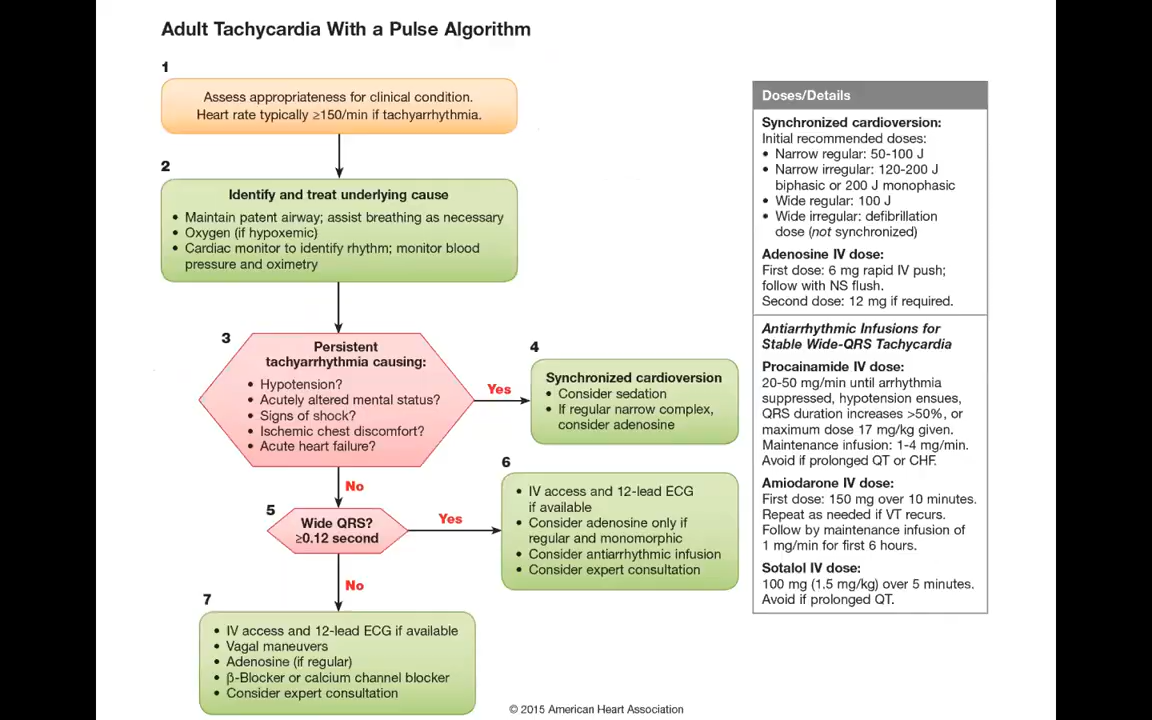 Adult Tachycardia With a Pulse Algorithm
1
Assess appropriateness for clinical condition.
Heart rate typically ≥150/min if tachyarrhythmia.
2
Identify and treat underlying cause
• Maintain patent airway; assist breathing as necessary
• Oxygen (if hypoxemic)
• Cardiac monitor to identify rhythm; monitor blood
pressure and oximetry
3
Persistent
tachyarrhythmia causing:
• Hypotension?
• Acutely altered mental status?
• Signs of shock?
• Ischemic chest discomfort?
• Acute heart failure?
Yes
4
Synchronized cardioversion
• Consider sedation
• If regular narrow complex,
consider adenosine
No
5
Wide QRS?
≥0.12 second
Yes
6
• IV access and 12-lead ECG
if available
• Consider adenosine only if
regular and monomorphic
• Consider antiarrhythmic infusion
• Consider expert consultation
No
7
• IV access and 12-lead ECG if available
• Vagal maneuvers
• Adenosine (if regular)
• β-Blocker or calcium channel blocker
• Consider expert consultation
Doses/Details
Synchronized cardioversion:
Initial recommended doses:
• Narrow regular: 50-100 J
• Narrow irregular: 120-200 J
biphasic or 200 J monophasic
• Wide regular: 100 J
• Wide irregular: defibrillation
dose (not synchronized)
Adenosine IV dose:
First dose: 6 mg rapid IV push;
follow with NS flush.
Second dose: 12 mg if required.
Antiarrhythmic Infusions for
Stable Wide-QRS Tachycardia
Procainamide IV dose:
20-50 mg/min until arrhythmia
suppressed, hypotension ensues,
QRS duration increases >50%, or
maximum dose 17 mg/kg given.
Maintenance infusion: 1-4 mg/min.
Avoid if prolonged QT or CHF.
Amiodarone IV dose:
First dose: 150 mg over 10 minutes.
Repeat as needed if VT recurs.
Follow by maintenance infusion of
1 mg/min for first 6 hours.
Sotalol IV dose:
100 mg (1.5 mg/kg) over 5 minutes.
Avoid if prolonged QT.
© 2015 American Heart Association